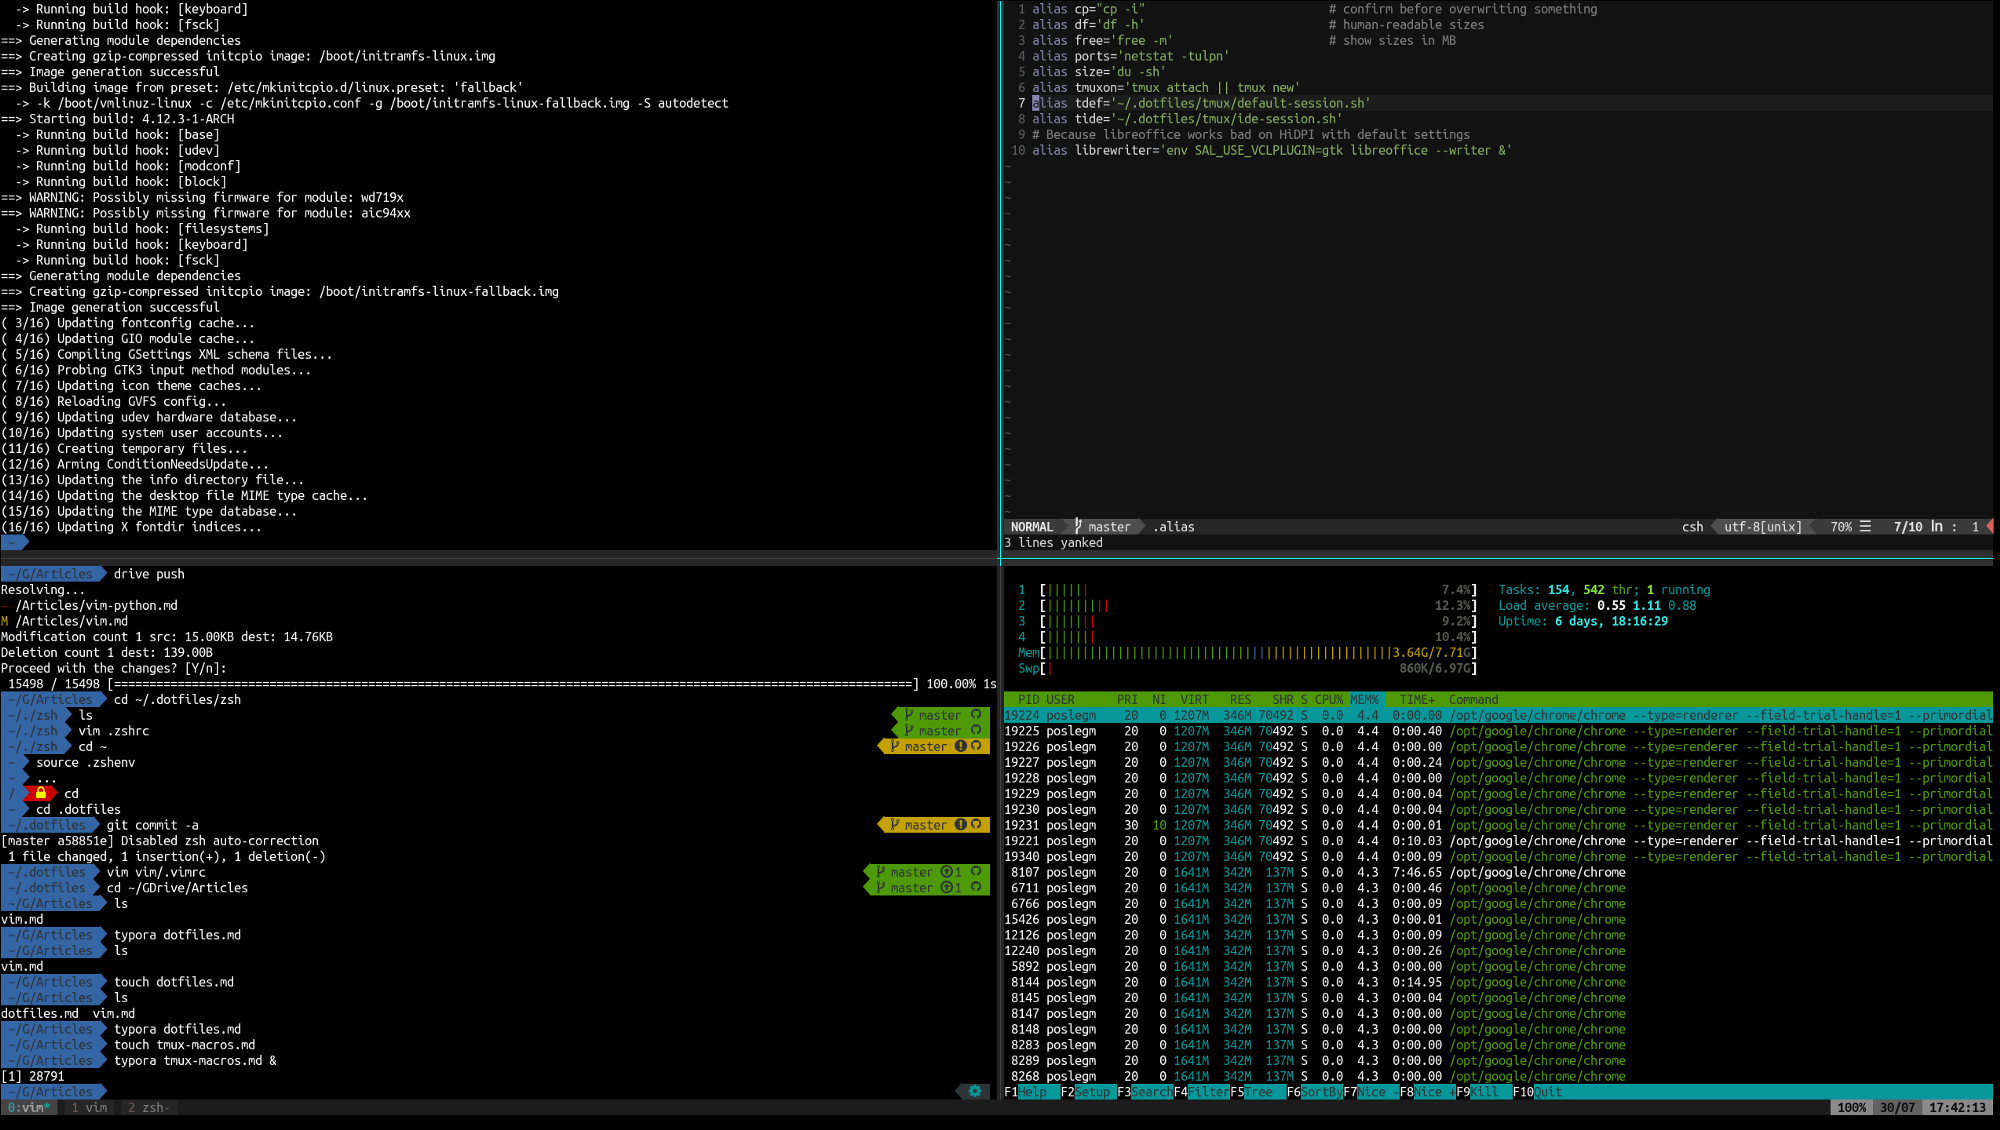 -> Running build hook: [keyboard]
-> Running build hook: [fsck]
==> Generating module dependencies
==> Creating gzip-compressed initcpio image: /boot/initramfs-linux.img
==> Image generation successful
==> Building image from preset: /etc/mkinitcpio.d/linux.preset: 'fallback'
-> -k /boot/vmlinuz-linux -c /etc/mkinitcpio.conf -g /boot/initramfs-linux-fallback.img -S autodetect
==> Starting build: 4.12.3-1-ARCH
-> Running build hook: [base]
-> Running build hook: [udev]
-> Running build hook: [modconf]
-> Running build hook: [block]
==> WARNING: Possibly missing firmware for module: wd719x
==> WARNING: Possibly missing firmware for module: aic94xx
-> Running build hook: [filesystems]
-> Running build hook: [keyboard]
-> Running build hook: [fsck]
==> Generating module dependencies
==> Creating gzip-compressed initcpio image: /boot/initramfs-linux-fallback.img
==> Image generation successful
( 3/16) Updating fontconfig cache...
( 4/16) Updating GIO module cache...
( 5/16) Compiling GSettings XML schema files...
( 6/16) Probing GTK3 input method modules...
( 7/16) Updating icon theme caches...
( 8/16) Reloading GVFS config...
( 9/16) Updating udev hardware database...
(10/16) Updating system user accounts...
(11/16) Creating temporary files...
(12/16) Arming ConditionNeedsUpdate...
(13/16) Updating the info directory file...
(14/16) Updating the desktop file MIME type cache...
(15/16) Updating the MIME type database...
(16/16) Updating X fontdir indices...
~
1 alias cp="cp -i" # confirm before overwriting something
2 alias df='df -h' # human-readable sizes
3 alias free='free -m' # show sizes in MB
4 alias ports='netstat -tulpn'
5 alias size='du -sh'
6 alias tmuxon='tmux attach || tmux new'
7 alias tdef='~/.dotfiles/tmux/default-session.sh'
8 alias tide='~/.dotfiles/tmux/ide-session.sh'
9 # Because libreoffice works bad on HiDPI with default settings
10 alias librewriter='env SAL_USE_VCLPLUGIN=gtk libreoffice --writer &'
NORMAL master .alias csh utf-8[unix] 70% ☰ 7/10 ln : 1
3 lines yanked
~/G/Articles drive push
Resolving...
- /Articles/vim-python.md
M /Articles/vim.md
Modification count 1 src: 15.00KB dest: 14.76KB
Deletion count 1 dest: 139.00B
Proceed with the changes? [Y/n]:
15498 / 15498 [=================================================================================================================] 100.00% 1s
~/G/Articles cd ~/.dotfiles/zsh
~/./zsh ls master
~/./zsh vim .zshrc master
~/./zsh cd ~ master
~ source .zshenv
~ ...
/ cd
~ cd .dotfiles
~/.dotfiles git commit -a master
[master a58851e] Disabled zsh auto-correction
1 file changed, 1 insertion(+), 1 deletion(-)
~/.dotfiles vim vim/.vimrc master 1
~/.dotfiles cd ~/GDrive/Articles master 1
~/G/Articles ls
vim.md
~/G/Articles typora dotfiles.md
~/G/Articles ls
vim.md
~/G/Articles touch dotfiles.md
~/G/Articles ls
dotfiles.md vim.md
~/G/Articles typora dotfiles.md
~/G/Articles touch tmux-macros.md
~/G/Articles typora tmux-macros.md &
[1] 28791
~/G/Articles
1 [|||||| 7.4%] Tasks: 154, 542 thr; 1 running
2 [||||||||| 12.3%] Load average: 0.55 1.11 0.88
3 [||||||| 9.2%] Uptime: 6 days, 18:16:29
4 [||||||| 10.4%]
Mem[|||||||||||||||||||||||||||||||||||||||||||||||||3.64G/7.71G]
Swp[| 860K/6.97G]
PID USER PRI NI VIRT RES SHR S CPU% MEM% TIME+ Command
19224 poslegm 20 0 1207M 346M 70492 S 0.0 4.4 0:00.00 /opt/google/chrome/chrome --type=renderer --field-trial-handle=1 --primordial
19225 poslegm 20 0 1207M 346M 70492 S 0.0 4.4 0:00.40 /opt/google/chrome/chrome --type=renderer --field-trial-handle=1 --primordial
19226 poslegm 20 0 1207M 346M 70492 S 0.0 4.4 0:00.00 /opt/google/chrome/chrome --type=renderer --field-trial-handle=1 --primordial
19227 poslegm 20 0 1207M 346M 70492 S 0.0 4.4 0:00.24 /opt/google/chrome/chrome --type=renderer --field-trial-handle=1 --primordial
19228 poslegm 20 0 1207M 346M 70492 S 0.0 4.4 0:00.00 /opt/google/chrome/chrome --type=renderer --field-trial-handle=1 --primordial
19229 poslegm 20 0 1207M 346M 70492 S 0.0 4.4 0:00.04 /opt/google/chrome/chrome --type=renderer --field-trial-handle=1 --primordial
19230 poslegm 20 0 1207M 346M 70492 S 0.0 4.4 0:00.04 /opt/google/chrome/chrome --type=renderer --field-trial-handle=1 --primordial
19231 poslegm 30 10 1207M 346M 70492 S 0.0 4.4 0:00.01 /opt/google/chrome/chrome --type=renderer --field-trial-handle=1 --primordial
19221 poslegm 20 0 1207M 346M 70492 S 0.0 4.4 0:10.03 /opt/google/chrome/chrome --type=renderer --field-trial-handle=1 --primordial
19340 poslegm 20 0 1207M 346M 70492 S 0.0 4.4 0:00.09 /opt/google/chrome/chrome --type=renderer --field-trial-handle=1 --primordial
8107 poslegm 20 0 1641M 342M 137M S 0.0 4.3 7:46.65 /opt/google/chrome/chrome
6711 poslegm 20 0 1641M 342M 137M S 0.0 4.3 0:00.46 /opt/google/chrome/chrome
6766 poslegm 20 0 1641M 342M 137M S 0.0 4.3 0:00.09 /opt/google/chrome/chrome
15426 poslegm 20 0 1641M 342M 137M S 0.0 4.3 0:00.01 /opt/google/chrome/chrome
12126 poslegm 20 0 1641M 342M 137M S 0.0 4.3 0:00.09 /opt/google/chrome/chrome
12240 poslegm 20 0 1641M 342M 137M S 0.0 4.3 0:00.26 /opt/google/chrome/chrome
5892 poslegm 20 0 1641M 342M 137M S 0.0 4.3 0:00.00 /opt/google/chrome/chrome
8144 poslegm 20 0 1641M 342M 137M S 0.0 4.3 0:14.95 /opt/google/chrome/chrome
8145 poslegm 20 0 1641M 342M 137M S 0.0 4.3 0:00.04 /opt/google/chrome/chrome
8147 poslegm 20 0 1641M 342M 137M S 0.0 4.3 0:00.00 /opt/google/chrome/chrome
8148 poslegm 20 0 1641M 342M 137M S 0.0 4.3 0:00.00 /opt/google/chrome/chrome
8283 poslegm 20 0 1641M 342M 137M S 0.0 4.3 0:00.00 /opt/google/chrome/chrome
8289 poslegm 20 0 1641M 342M 137M S 0.0 4.3 0:00.00 /opt/google/chrome/chrome
8268 poslegm 20 0 1641M 342M 137M S 0.0 4.3 0:00.00 /opt/google/chrome/chrome
F1Help F2Setup F3SearchF4FilterF5Tree F6SortByF7Nice -F8Nice +F9Kill F10Quit
0:vim* 1 vim 2 zsh- 100% 30/07 17:42:13